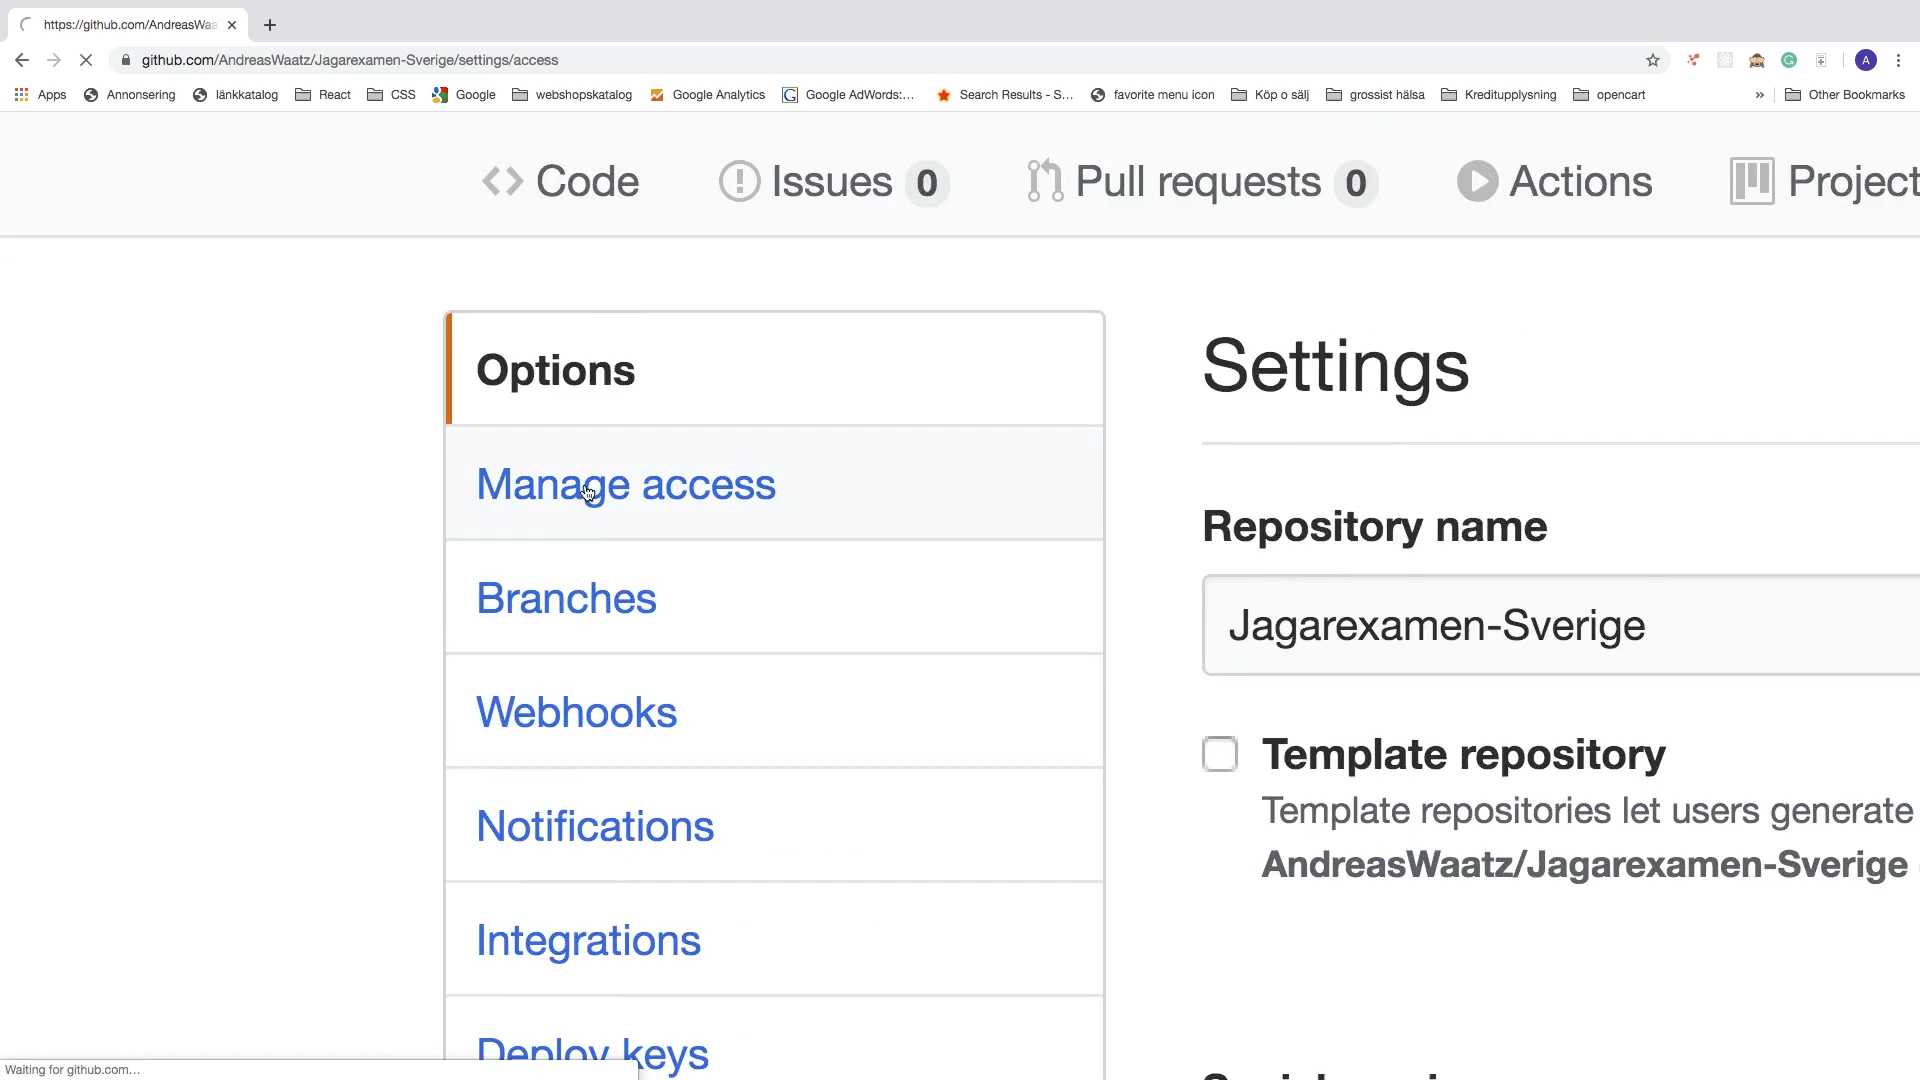 https://github.com/AndreasWaa
github.com/AndreasWaatz/Jagarexamen-Sverige/settings/access
A
Apps Annonsering länkkatalog React CSS Google webshopskatalog Google Analytics Google AdWords:... Search Results - S... favorite menu icon Köp o sälj grossist hälsa Kreditupplysning opencart » Other Bookmarks
Code Issues 0 Pull requests 0 Actions Project
Options
Manage access
Branches
Webhooks
Notifications
Integrations
Deploy keys
Settings
Repository name
Jagarexamen-Sverige
Template repository
Template repositories let users generate
AndreasWaatz/Jagarexamen-Sverige
Waiting for github.com...